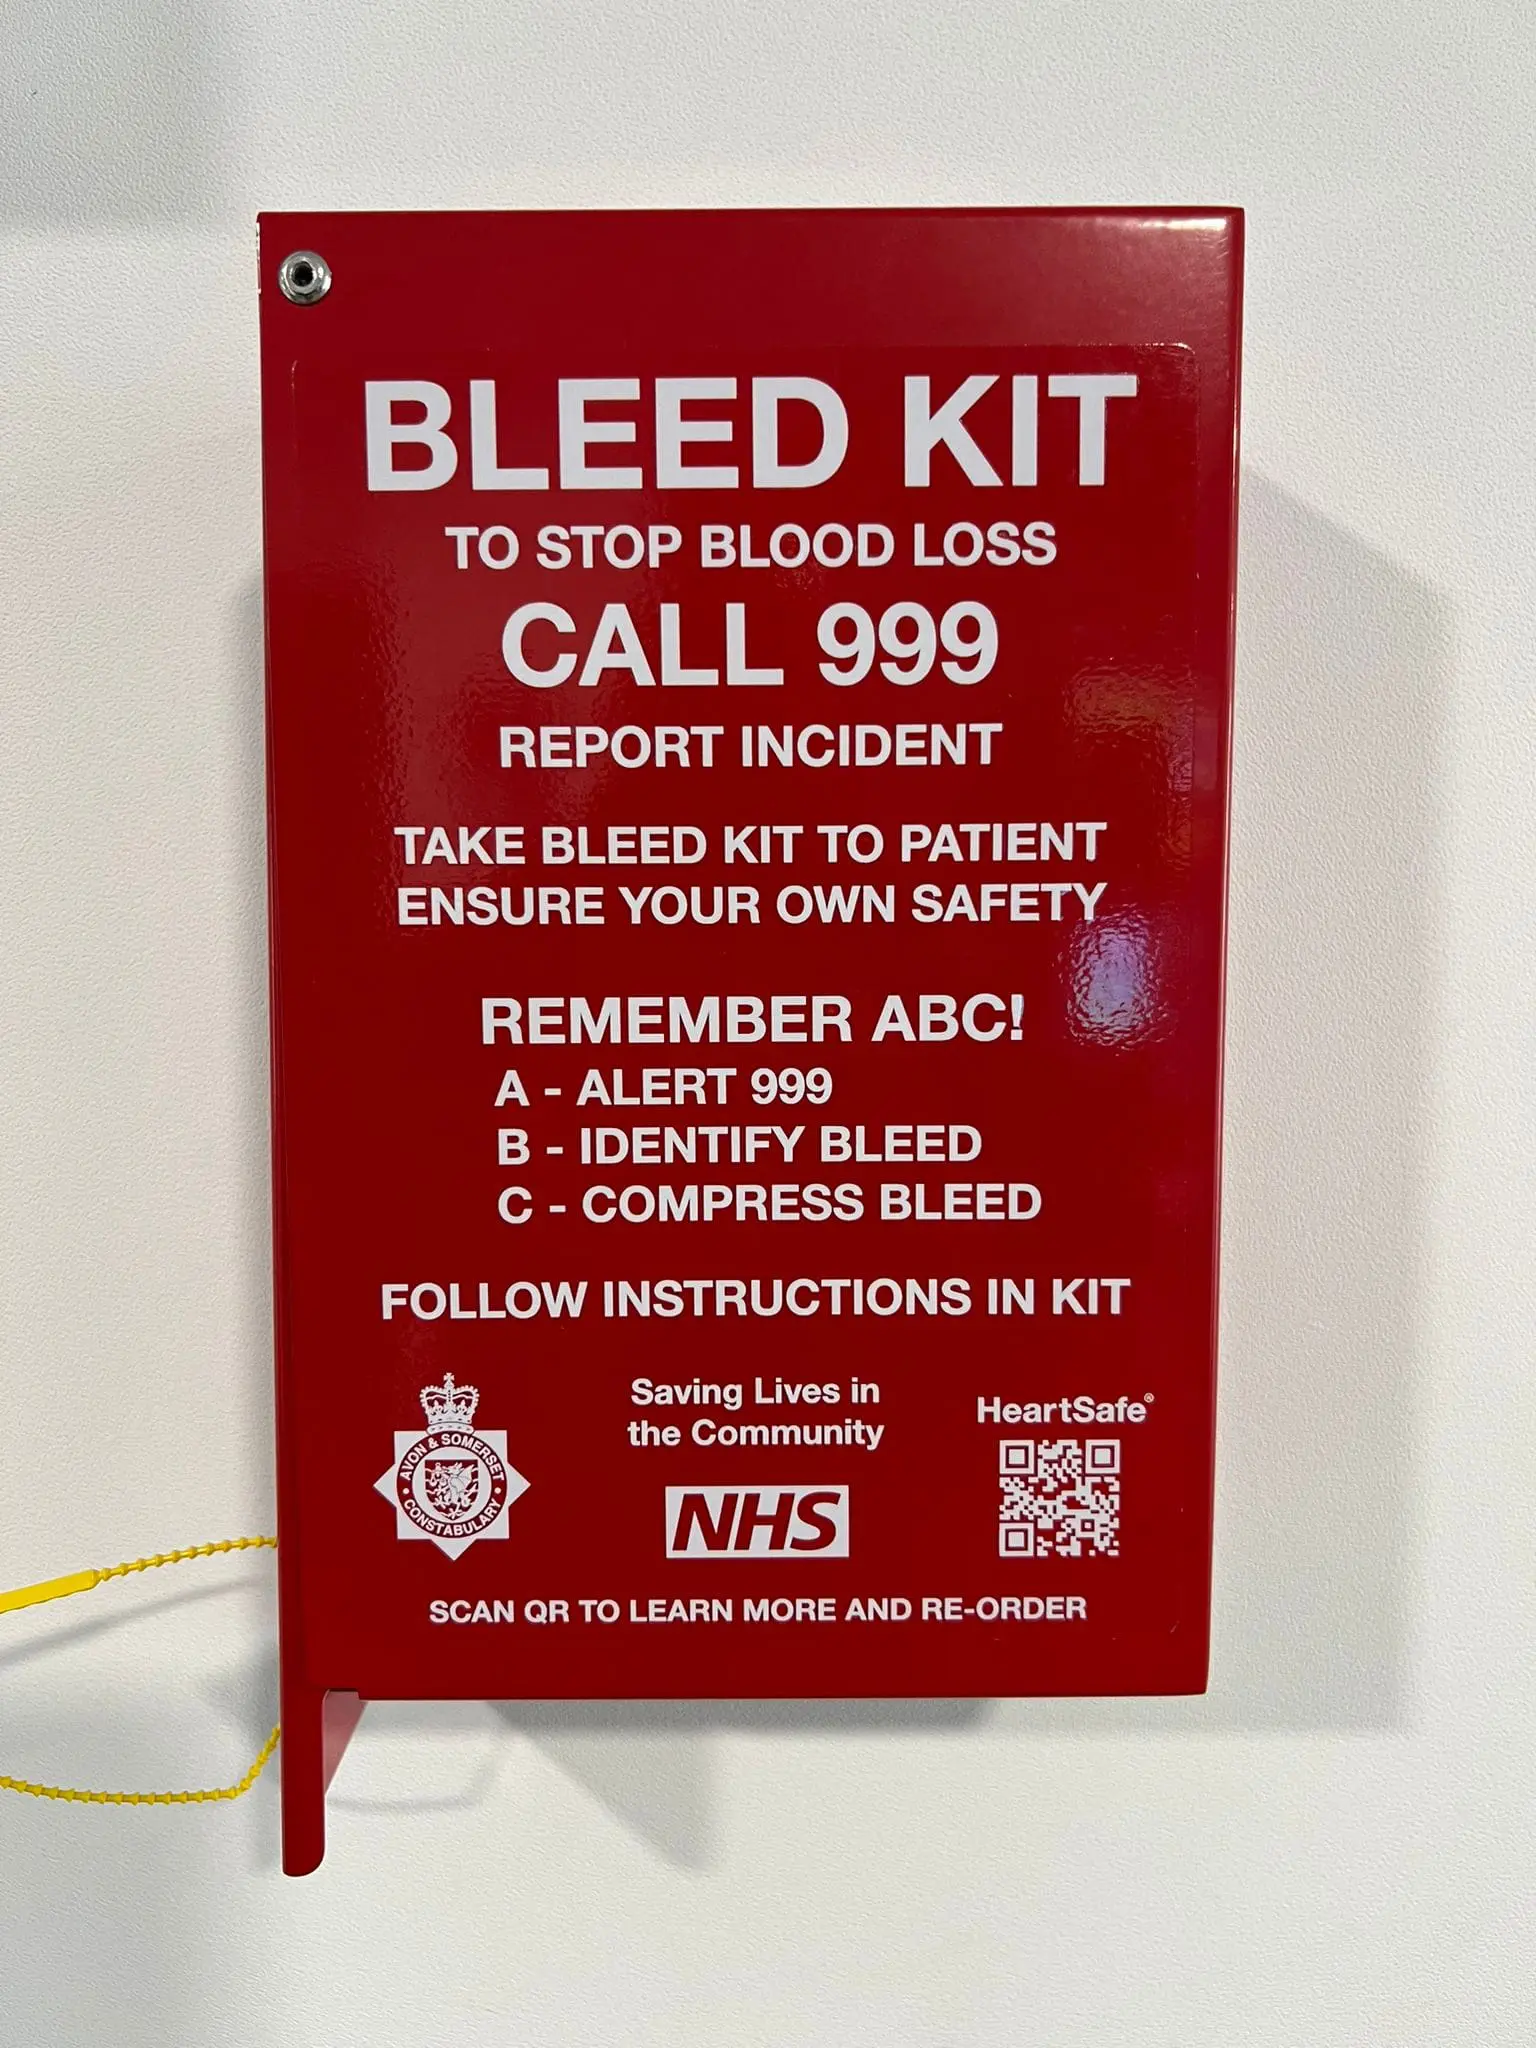 BLEED KIT
TO STOP BLOOD LOSS
CALL 999
REPORT INCIDENT
TAKE BLEED KIT TO PATIENT
ENSURE YOUR OWN SAFETY
REMEMBER ABC!
A - ALERT 999
B - IDENTIFY BLEED
C - COMPRESS BLEED
FOLLOW INSTRUCTIONS IN KIT
AVON & SOMERSET
CONSTABULARY
Saving Lives in
the Community
NHS
HeartSafe®
SCAN QR TO LEARN MORE AND RE-ORDER